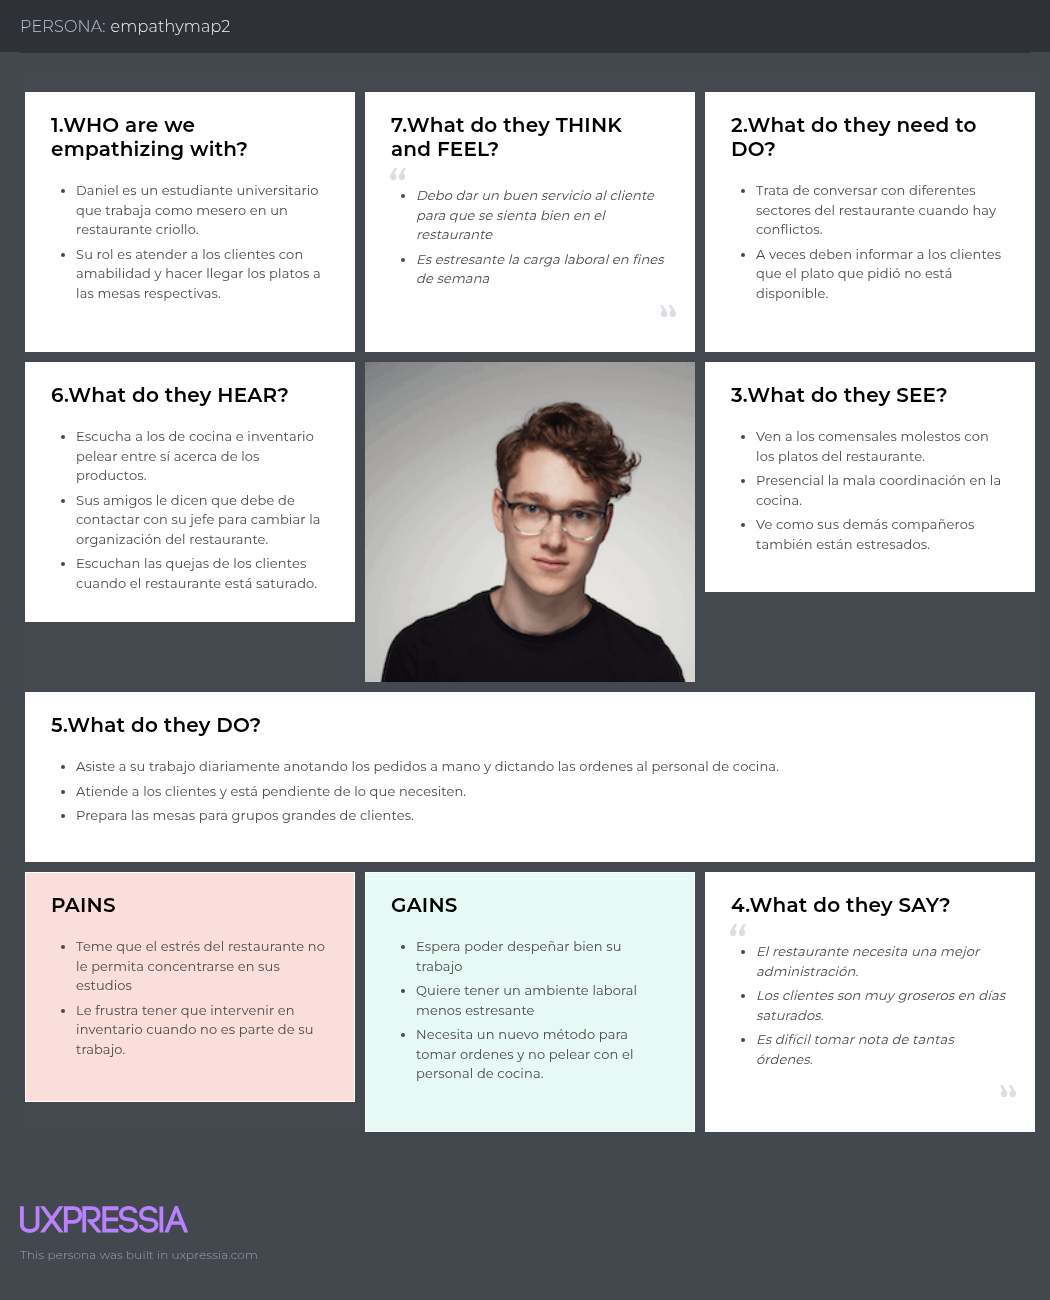 PERSONA: empathymap2
1.WHO are we
empathizing with?
• Daniel es un estudiante universitario
que trabaja como mesero en un
restaurante criollo.
• Su rol es atender a los clientes con
amabilidad y hacer llegar los platos a
las mesas respectivas.
7.What do they THINK
and FEEL?
“
• Debo dar un buen servicio al cliente
para que se sienta bien en el
restaurante
• Es estresante la carga laboral en fines
de semana
”
2.What do they need to
DO?
• Trata de conversar con diferentes
sectores del restaurante cuando hay
conflictos.
• A veces deben informar a los clientes
que el plato que pidió no está
disponible.
6.What do they HEAR?
• Escucha a los de cocina e inventario
pelear entre sí acerca de los
productos.
• Sus amigos le dicen que debe de
contactar con su jefe para cambiar la
organización del restaurante.
• Escuchan las quejas de los clientes
cuando el restaurante está saturado.
3.What do they SEE?
• Ven a los comensales molestos con
los platos del restaurante.
• Presencial la mala coordinación en la
cocina.
• Ve como sus demás compañeros
también están estresados.
5.What do they DO?
• Asiste a su trabajo diariamente anotando los pedidos a mano y dictando las ordenes al personal de cocina.
• Atiende a los clientes y está pendiente de lo que necesiten.
• Prepara las mesas para grupos grandes de clientes.
PAINS
• Teme que el estrés del restaurante no
le permita concentrarse en sus
estudios
• Le frustra tener que intervenir en
inventario cuando no es parte de su
trabajo.
GAINS
• Espera poder despeñar bien su
trabajo
• Quiere tener un ambiente laboral
menos estresante
• Necesita un nuevo método para
tomar ordenes y no pelear con el
personal de cocina.
4.What do they SAY?
“
• El restaurante necesita una mejor
administración.
• Los clientes son muy groseros en días
saturados.
• Es difícil tomar nota de tantas
órdenes.
”
UXPRESSIA
This persona was built in uxpressia.com